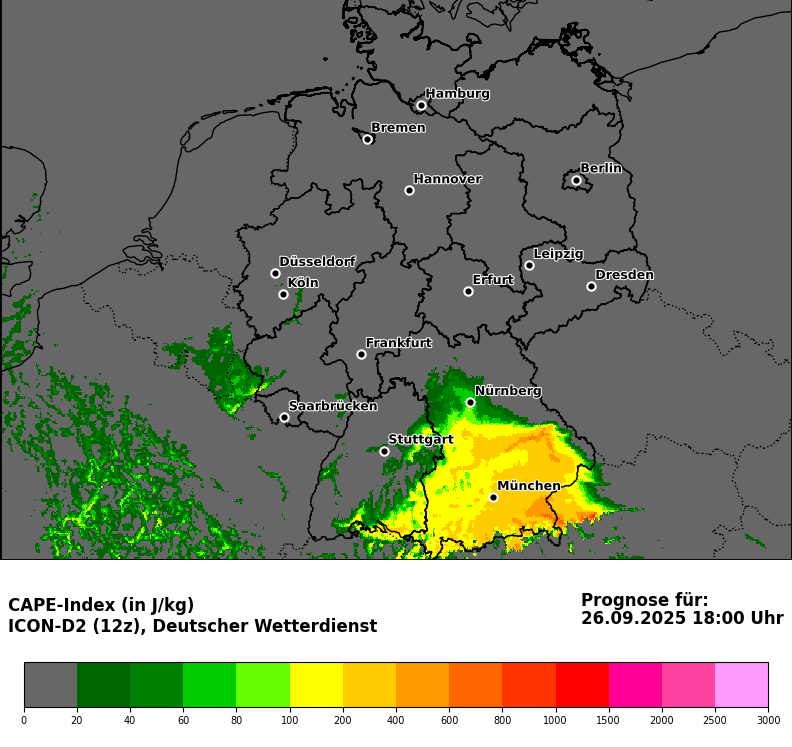 Hamburg
Bremen
Berlin
Hannover
Leipzig
Düsseldorf
Dresden
Köln
Erfurt
Frankfurt
Nürnberg
Saarbrücken
Stuttgart
München
CAPE-Index (in J/kg)
ICON-D2 (12z), Deutscher Wetterdienst
Prognose für:
26.09.2025 18:00 Uhr
0 20 40 60 80 100 200 400 600 800 1000 1500 2000 2500 3000